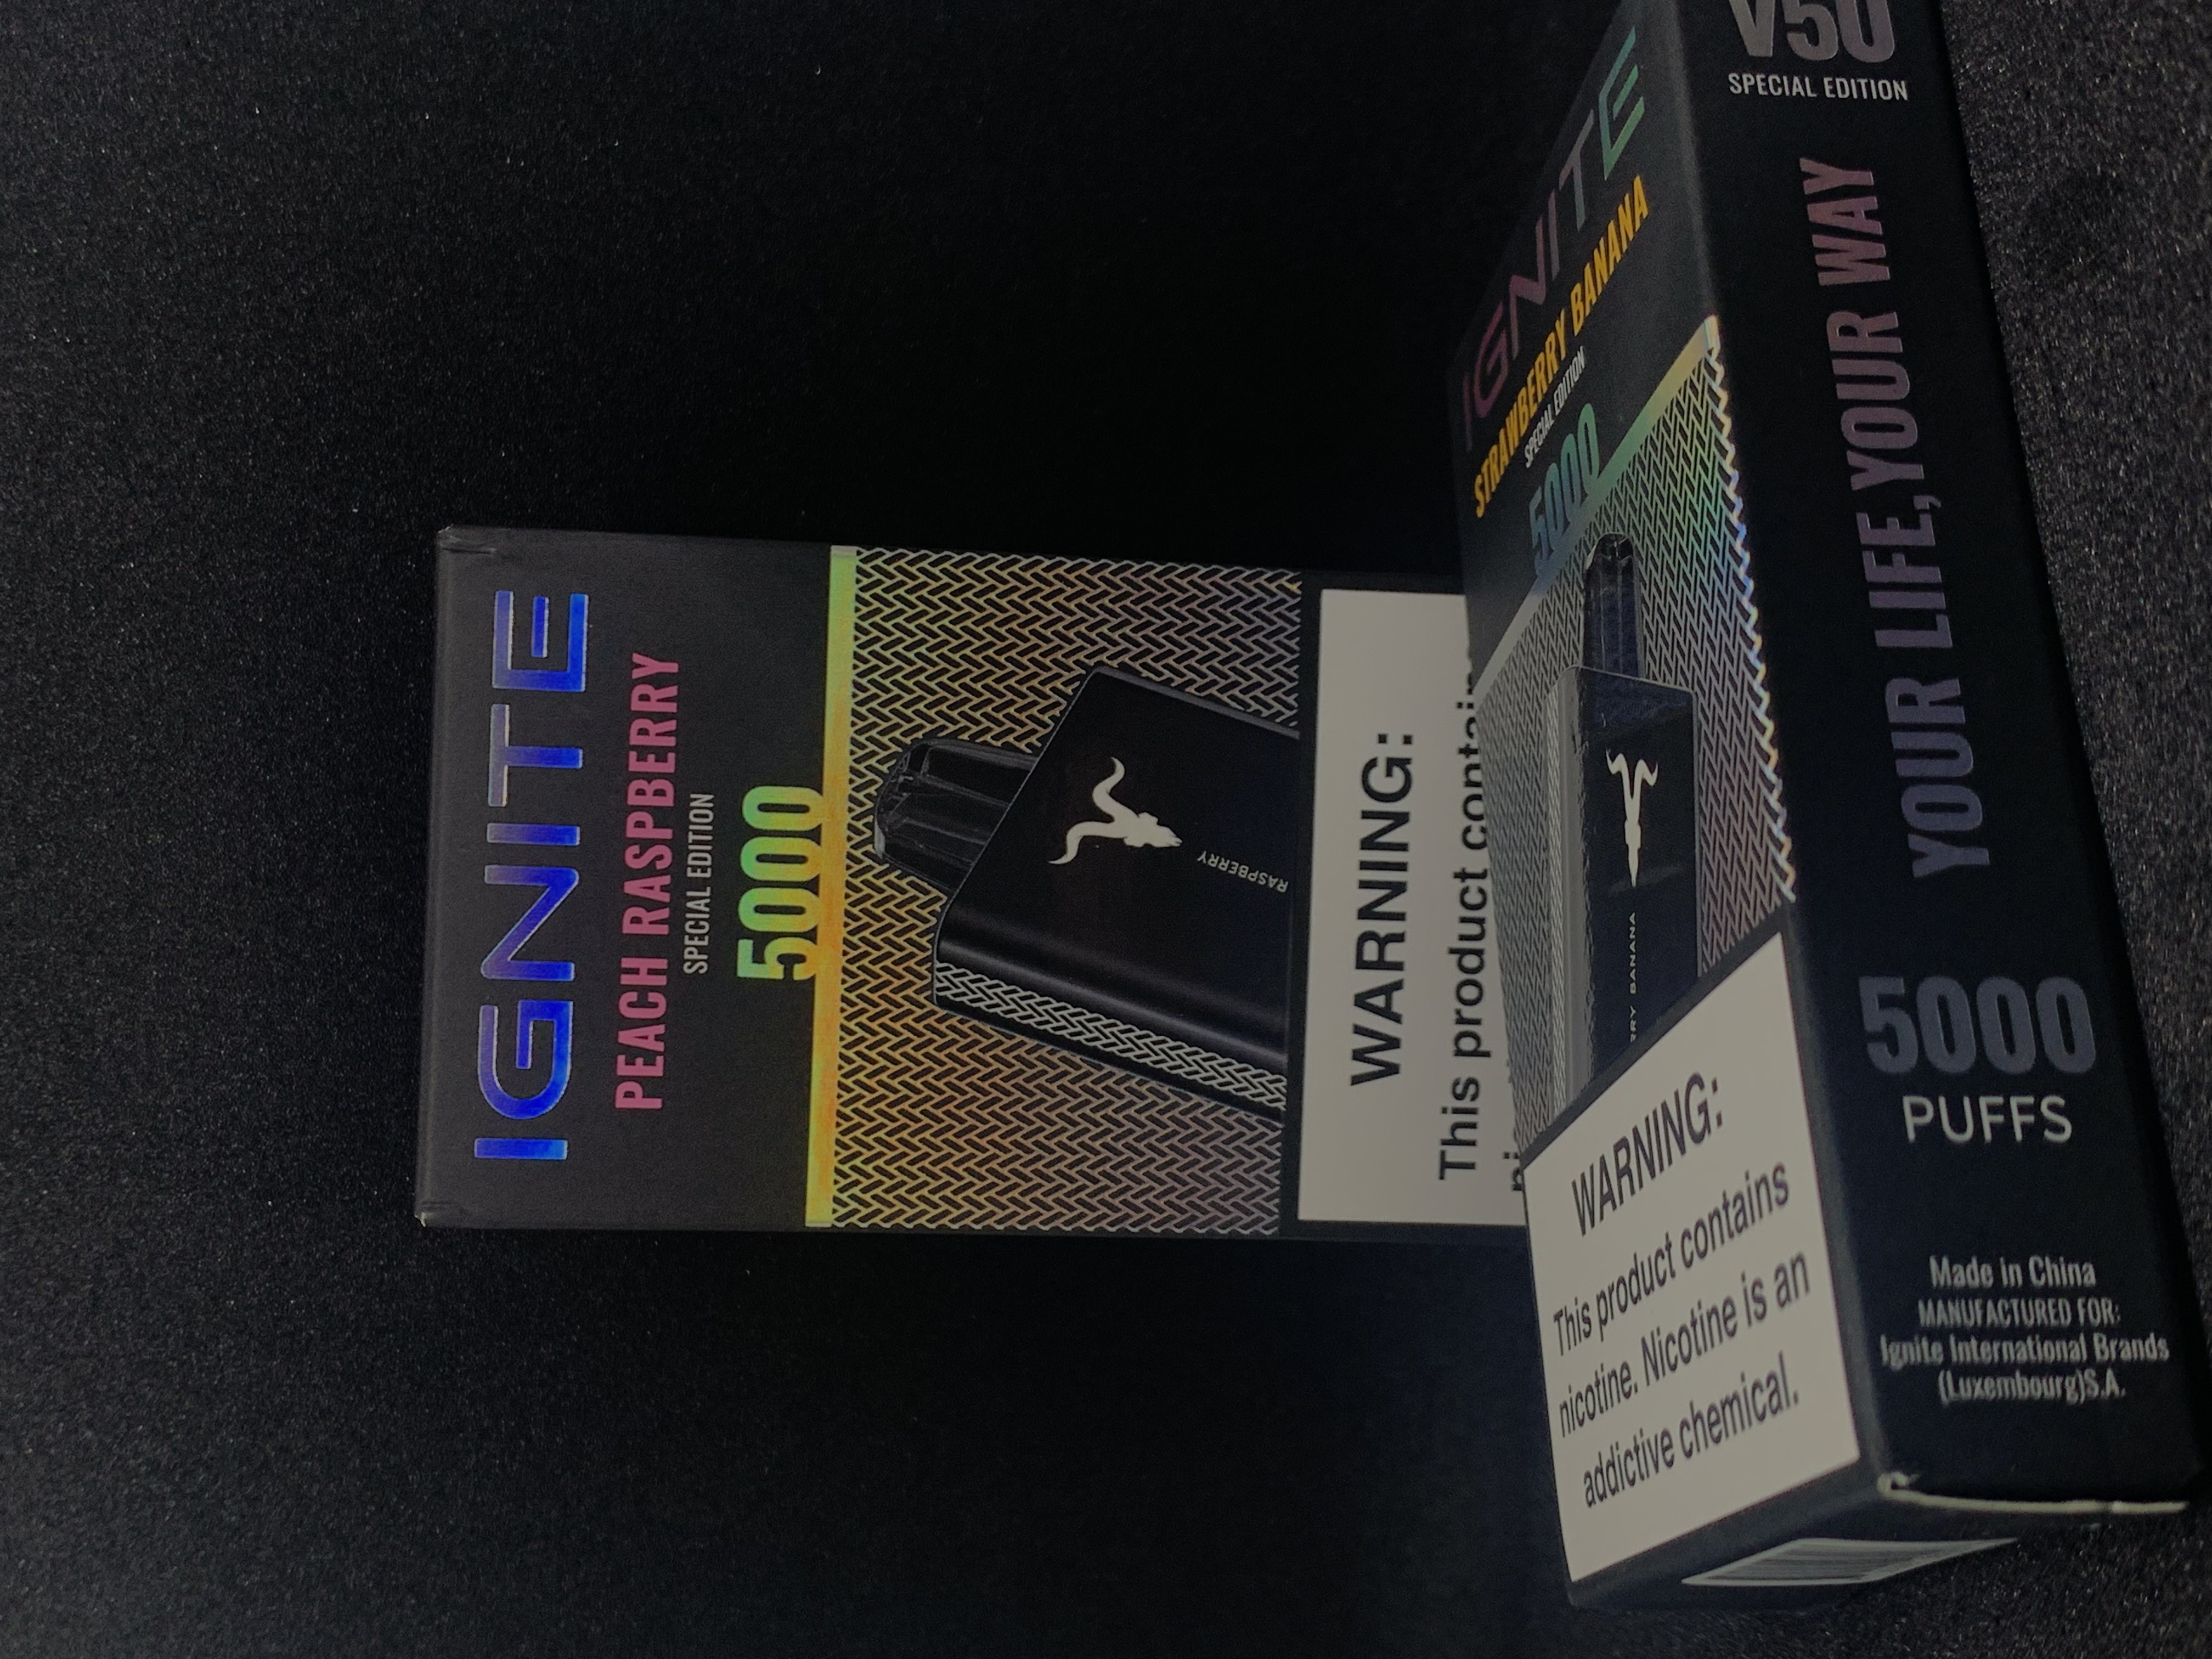 IGNITE
PEACH RASPBERRY
SPECIAL EDITION
5000
RASPBERRY
WARNING:
This product contains
IGNITE
STRAWBERRY BANANA
SPECIAL EDITION
5000
BANANA
WARNING:
This product contains
nicotine. Nicotine is an
addictive chemical.
V50
SPECIAL EDITION
YOUR LIFE,YOUR WAY
5000
PUFFS
Made in China
MANUFACTURED FOR:
Ignite International Brands
(Luxembourg)S.A.